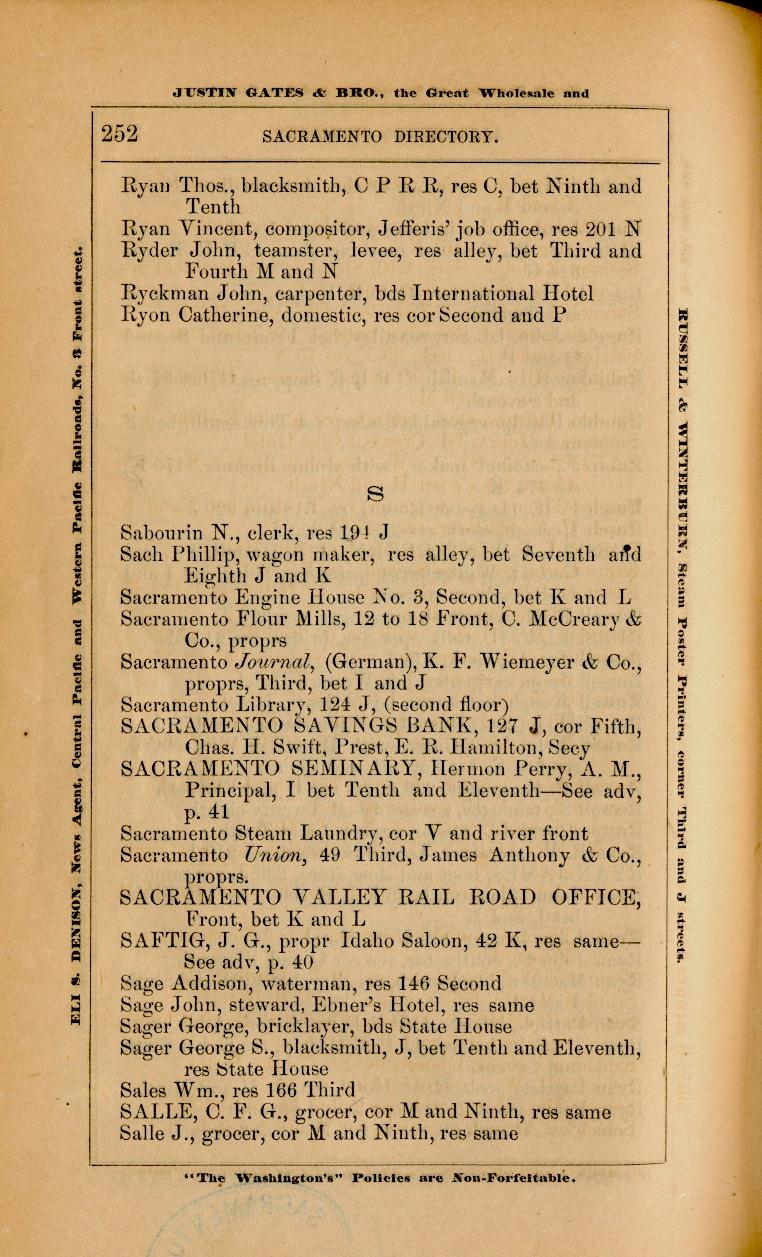 JUSTIN GATES & BRO., the Great Wholesale and
252
SACRAMENTO DIRECTORY.
Ryan Thos., blacksmith, C P R R, res C, bet Ninth and
Tenth
Ryan Vincent, compositor, Jefferis' job office, res 201 N
Ryder John, teamster, levee, res alley, bet Third and
Fourth M and N
Ryckman John, carpenter, bds International Hotel
Ryon Catherine, domestic, res cor Second and P
S
Sabourin N., clerk, res 191 J
Sach Phillip, wagon maker, res alley, bet Seventh and
Eighth J and K
Sacramento Engine House No. 3, Second, bet K and L
Sacramento Flour Mills, 12 to 18 Front, C. McCreary &
Co., proprs
Sacramento Journal, (German), K. F. Wiemeyer & Co.,
proprs, Third, bet I and J
Sacramento Library, 124 J, (second floor)
SACRAMENTO SAVINGS BANK, 127 J, cor Fifth,
Chas. H. Swift, Prest, E. R. Hamilton, Secy
SACRAMENTO SEMINARY, Hermon Perry, A. M.,
Principal, I bet Tenth and Eleventh—See adv,
p. 41
Sacramento Steam Laundry, cor V and river front
Sacramento Union, 49 Third, James Anthony & Co.,
proprs.
SACRAMENTO VALLEY RAIL ROAD OFFICE,
Front, bet K and L
SAFTIG, J. G., propr Idaho Saloon, 42 K, res same—
See adv, p. 40
Sage Addison, waterman, res 146 Second
Sage John, steward, Ebner's Hotel, res same
Sager George, bricklayer, bds State House
Sager George S., blacksmith, J, bet Tenth and Eleventh,
res State House
Sales Wm., res 166 Third
SALLE, C. F. G., grocer, cor M and Ninth, res same
Salle J., grocer, cor M and Ninth, res same
"The Washington's" Policies are Non-Forfeitable.
ELI S. DENISON, News Agent, Central Pacific and Western Pacific Railroads, No. 3 Front street.
RUSSELL & WINTERBURN, Steam Poster Printers, corner Third and J streets.
SACRAMENTO